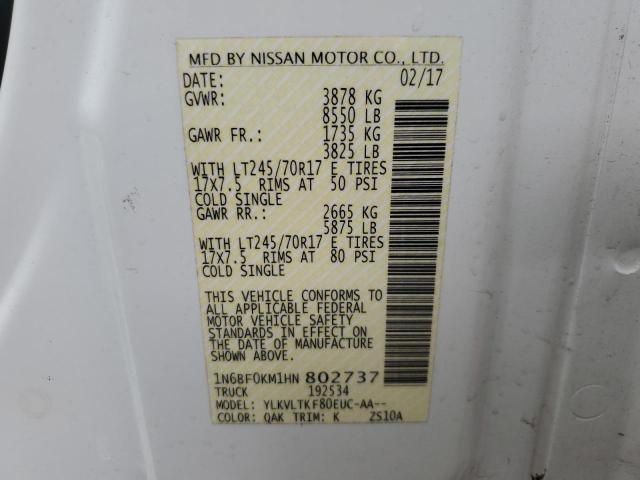 MFD BY NISSAN MOTOR CO., LTD.
DATE: 02/17
GVWR: 3878 KG
8550 LB
GAWR FR.: 1735 KG
3825 LB
WITH LT245/70R17 E TIRES
17X7.5 RIMS AT 50 PSI
COLD SINGLE
GAWR RR.: 2665 KG
5875 LB
WITH LT245/70R17 E TIRES
17X7.5 RIMS AT 80 PSI
COLD SINGLE
THIS VEHICLE CONFORMS TO
ALL APPLICABLE FEDERAL
MOTOR VEHICLE SAFETY
STANDARDS IN EFFECT ON
THE DATE OF MANUFACTURE
SHOWN ABOVE.
1N6BF0KM1HN 802737
TRUCK 192534
MODEL: YLKVLTKF80EUC-AA--
COLOR: QAK TRIM: K ZS10A